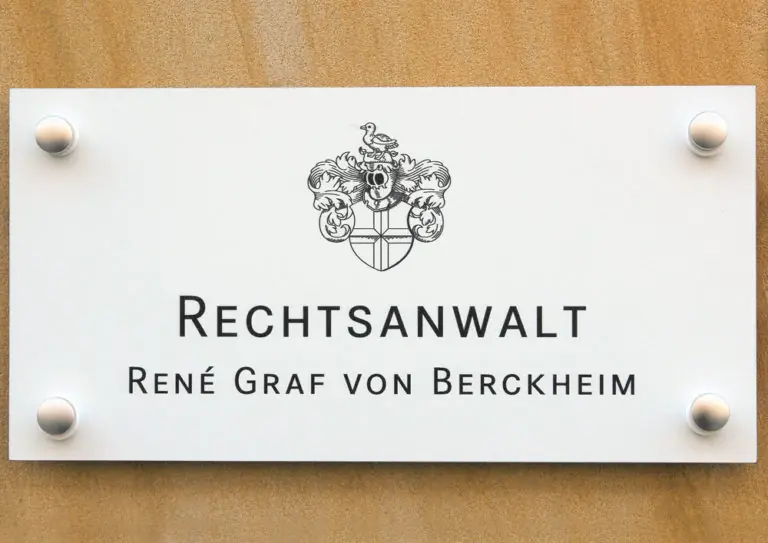 RECHTSANWALT
RENÉ GRAF VON BERCKHEIM